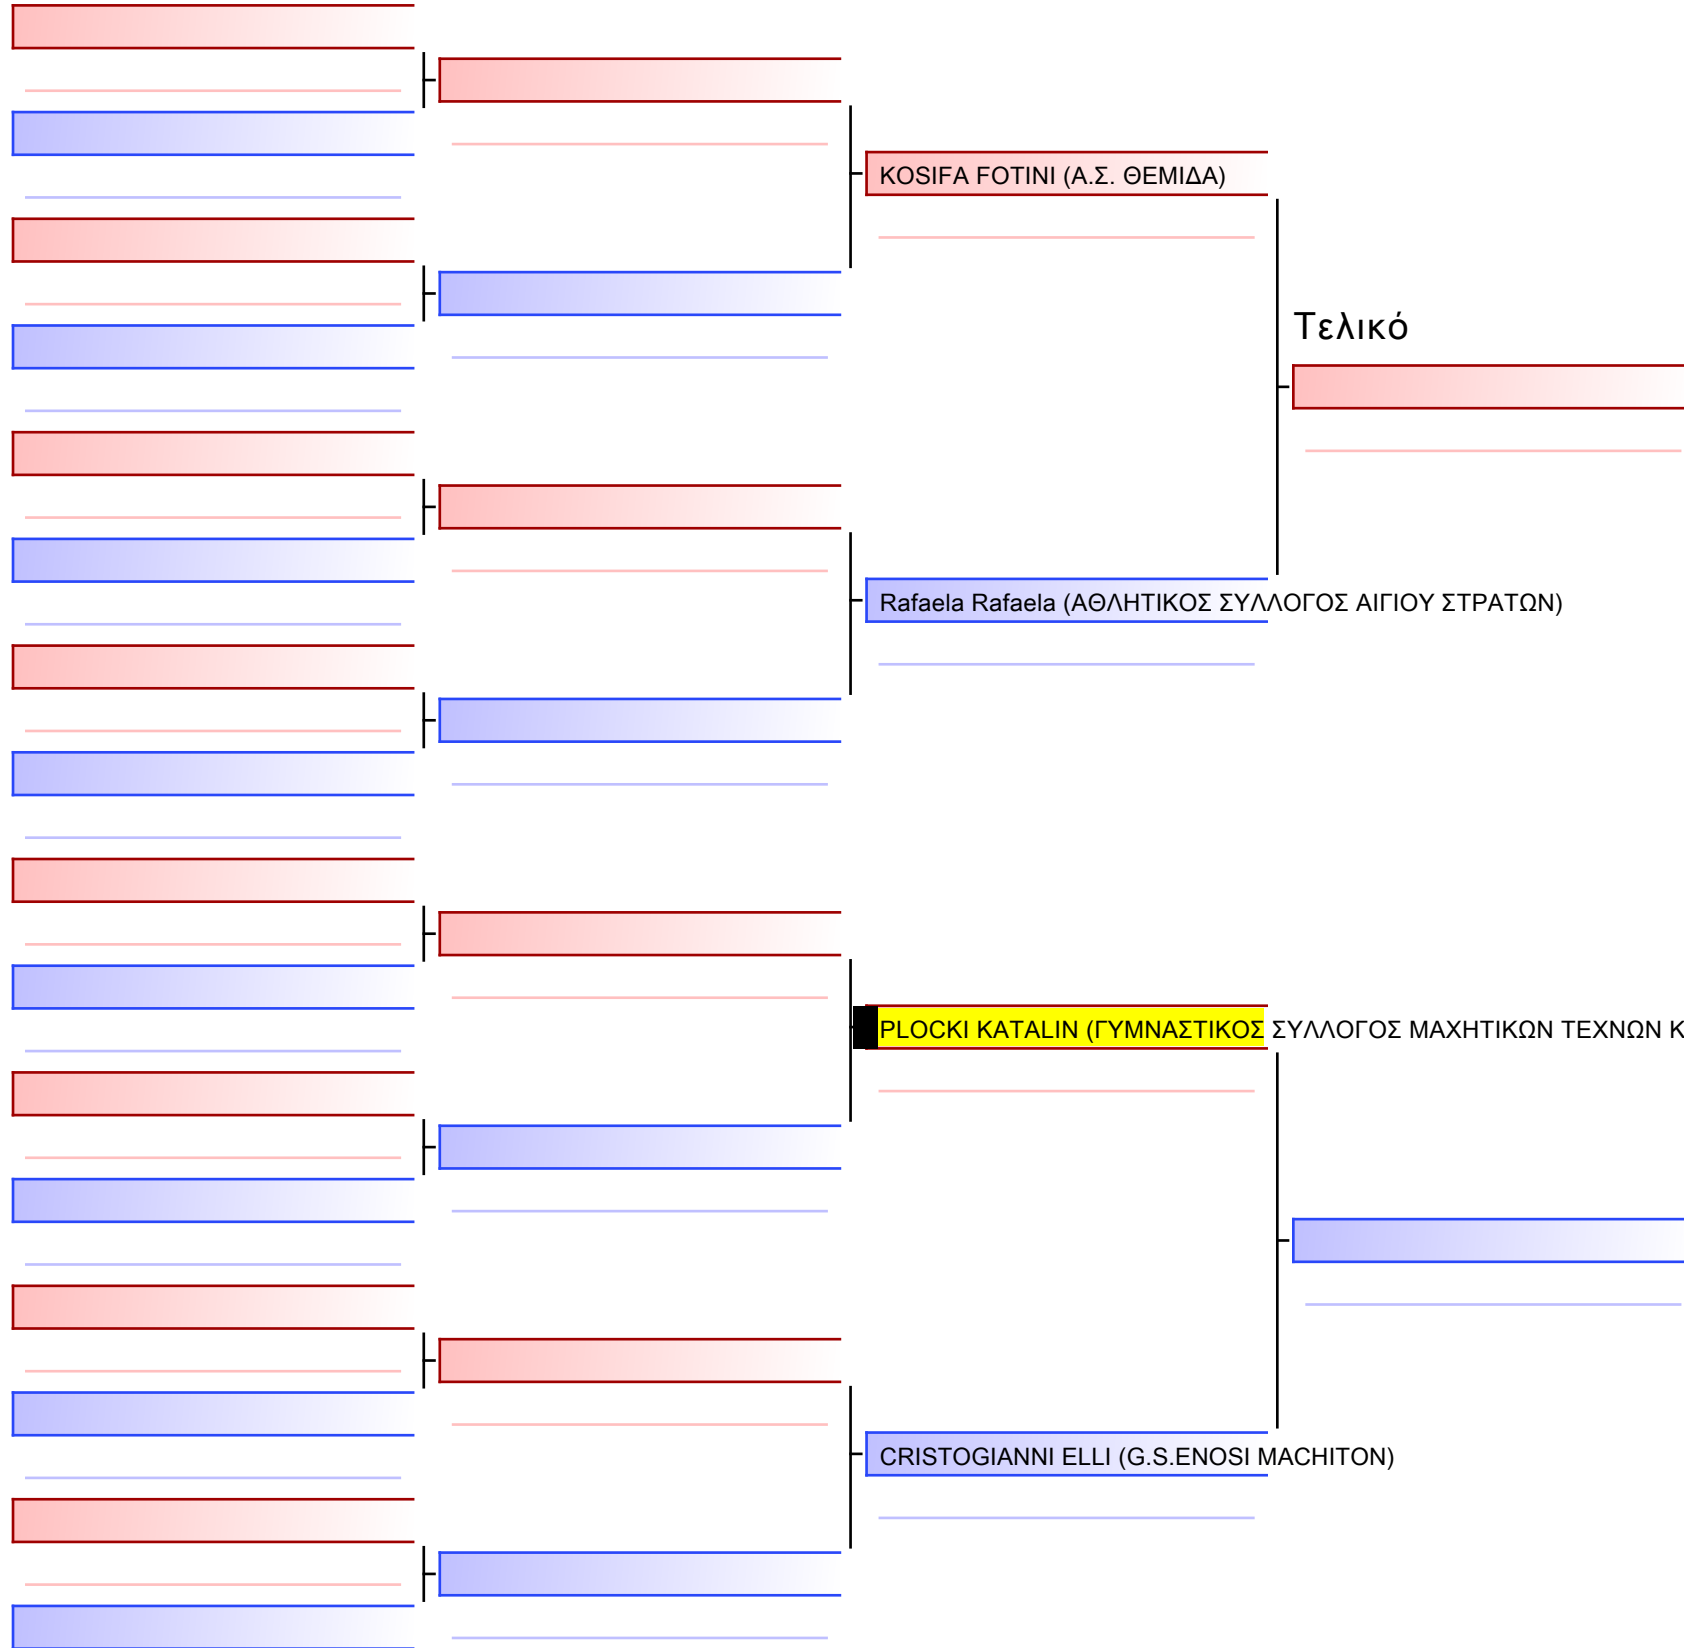 KOSIFA FOTINI (Α.Σ. ΘΕΜΙΔΑ)
Τελικό
Rafaela Rafaela (ΑΘΛΗΤΙΚΟΣ ΣΥΛΛΟΓΟΣ ΑΙΓΙΟΥ ΣΤΡΑΤΩΝ)
PLOCKI KATALIN (ΓΥΜΝΑΣΤΙΚΟΣ ΣΥΛΛΟΓΟΣ ΜΑΧΗΤΙΚΩΝ ΤΕΧΝΩΝ Κ
CRISTOGIANNI ELLI (G.S.ENOSI MACHITON)